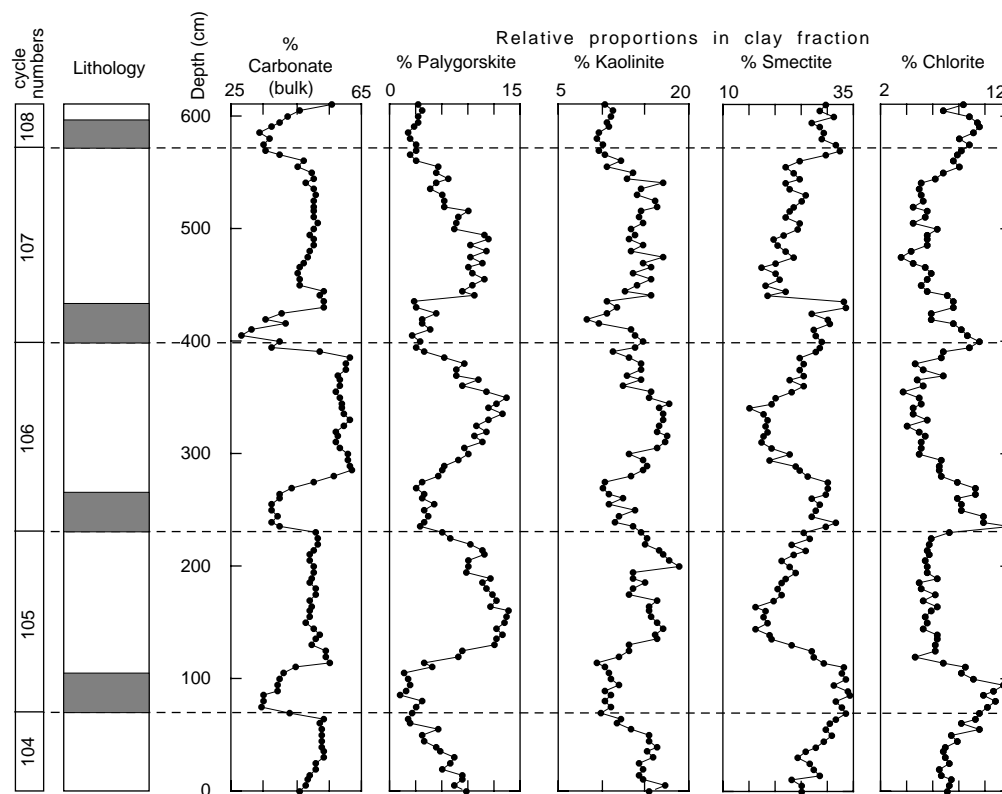 Relative proportions in clay fraction
cycle
numbers
Lithology
Depth (cm)
%
Carbonate
(bulk)
% Palygorskite
% Kaolinite
% Smectite
% Chlorite
25 65
0 15
5 20
10 35
2 12
600
500
400
300
200
100
0
108
107
106
105
104